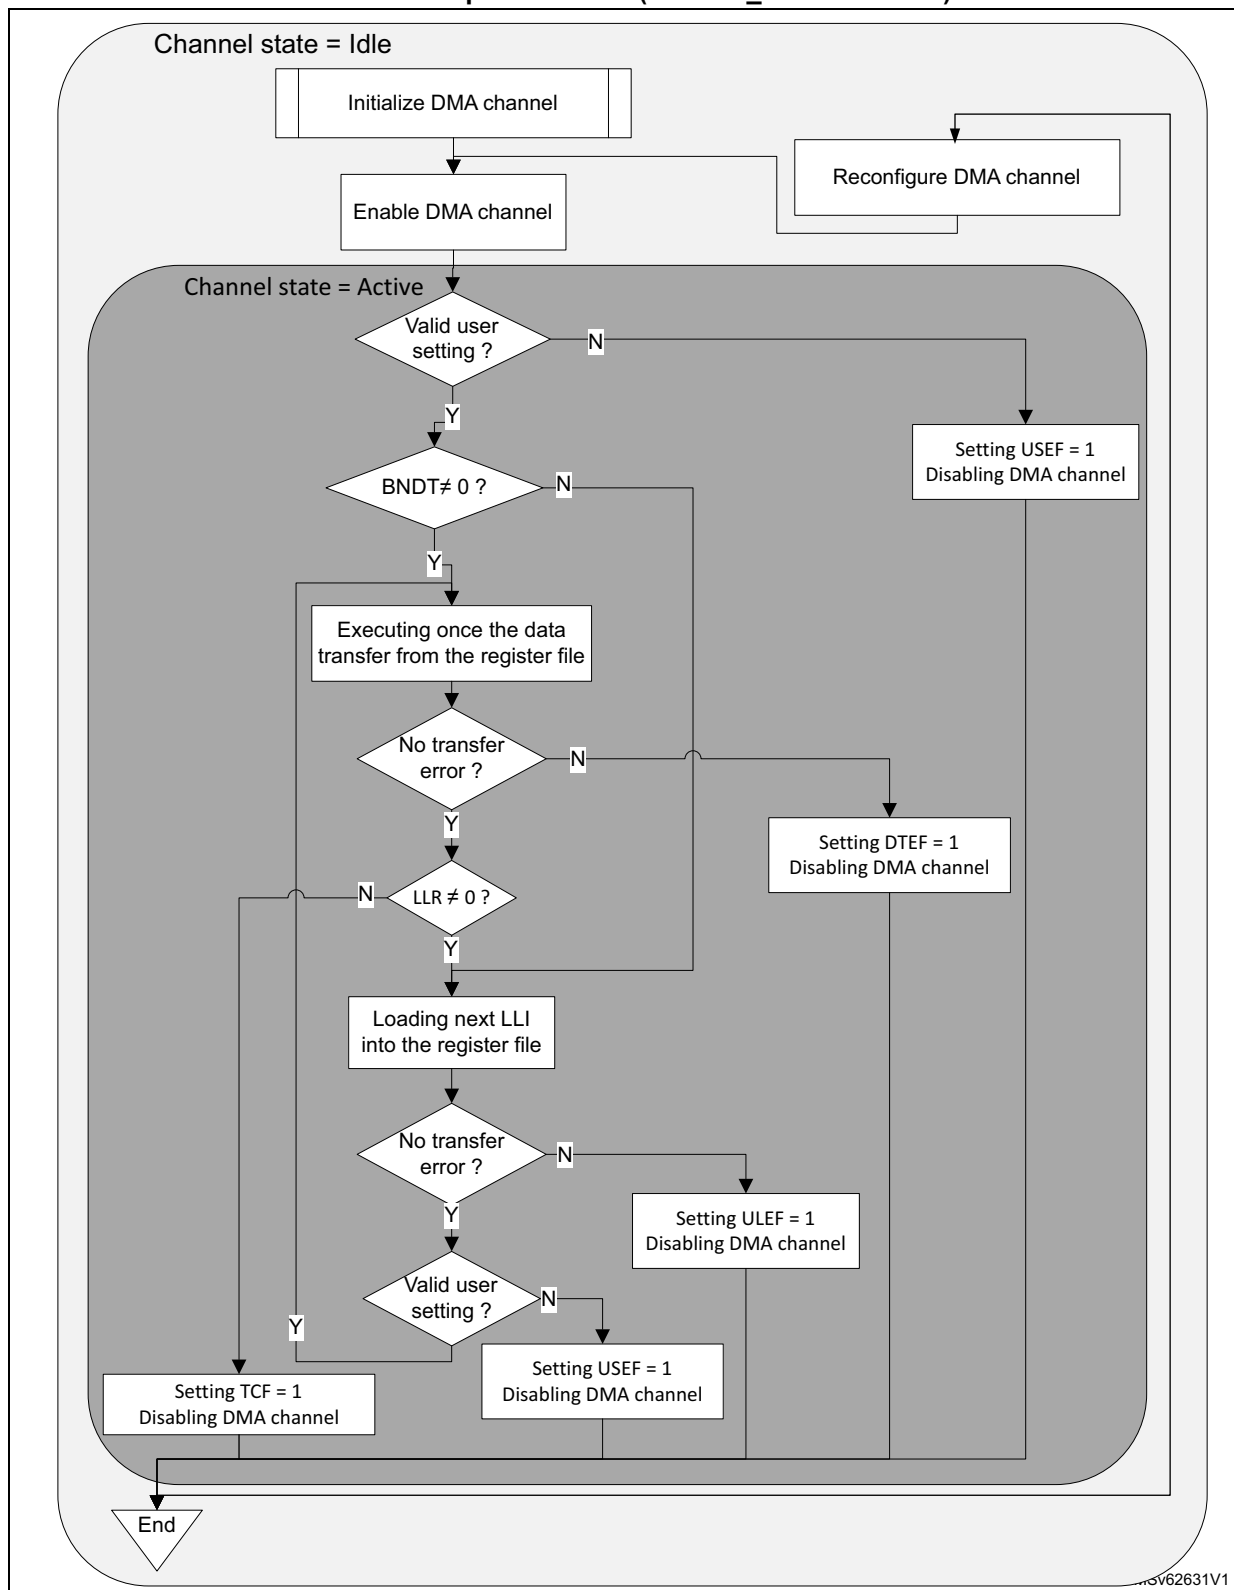 Channel state = Idle
Initialize DMA channel
Reconfigure DMA channel
Enable DMA channel
Channel state = Active
Valid user
setting ?
N
Y
Setting USEF = 1
Disabling DMA channel
BNDT≠ 0 ?
N
Y
Executing once the data
transfer from the register file
No transfer
error ?
N
Y
Setting DTEF = 1
Disabling DMA channel
LLR ≠ 0 ?
N
Y
Loading next LLI
into the register file
No transfer
error ?
N
Y
Setting ULEF = 1
Disabling DMA channel
Valid user
setting ?
N
Y
Setting USEF = 1
Disabling DMA channel
Setting TCF = 1
Disabling DMA channel
End